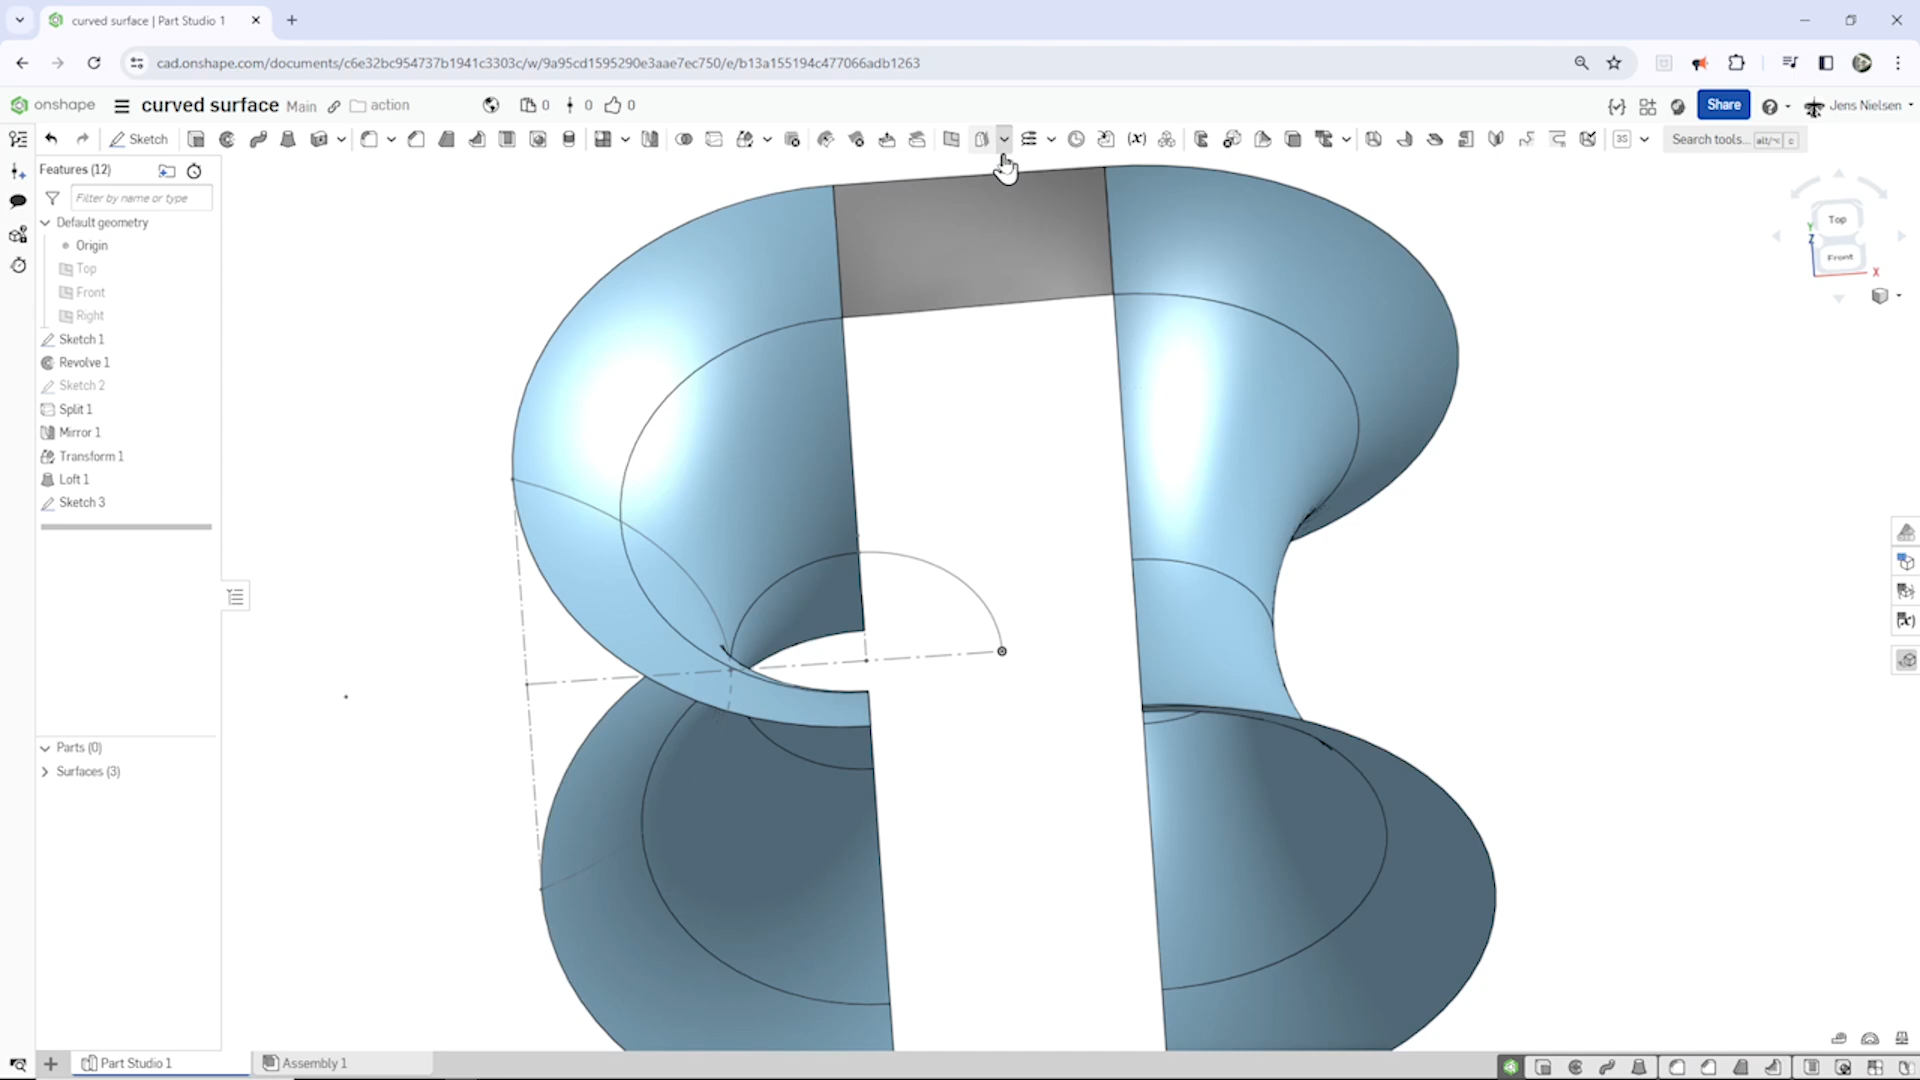 curved surface | Part Studio 1
cad.onshape.com/documents/c6e32bc954737b1941c3303c/w/9a95cd1595290e3aae7ec750/e/b13a155194c477066adb1263
onshape curved surface Main action 0 0 0 Share Jens Nielsen
Sketch (x) 3S Search tools... alt/⌥ c
Features (12)
Filter by name or type
Default geometry
Origin
Top
Front
Right
Sketch 1
Revolve 1
Sketch 2
Split 1
Mirror 1
Transform 1
Loft 1
Sketch 3
Parts (0)
Surfaces (3)
Top
Y
Z
Front
X
(x)
Part Studio 1 Assembly 1